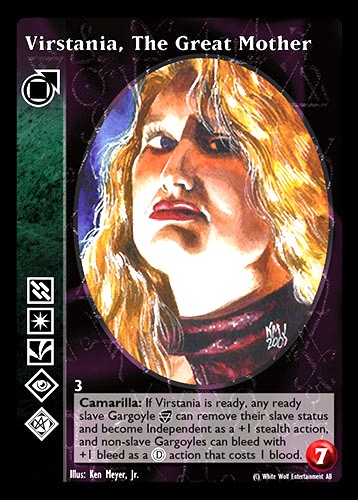 Virstania, The Great Mother
KMJ
2005
3
Camarilla: If Virstania is ready, any ready
slave Gargoyle can remove their slave status
and become Independent as a +1 stealth action,
and non-slave Gargoyles can bleed with
+1 bleed as a D action that costs 1 blood.
7
Illus: Ken Meyer, Jr.
(C) White Wolf Entertainment AB